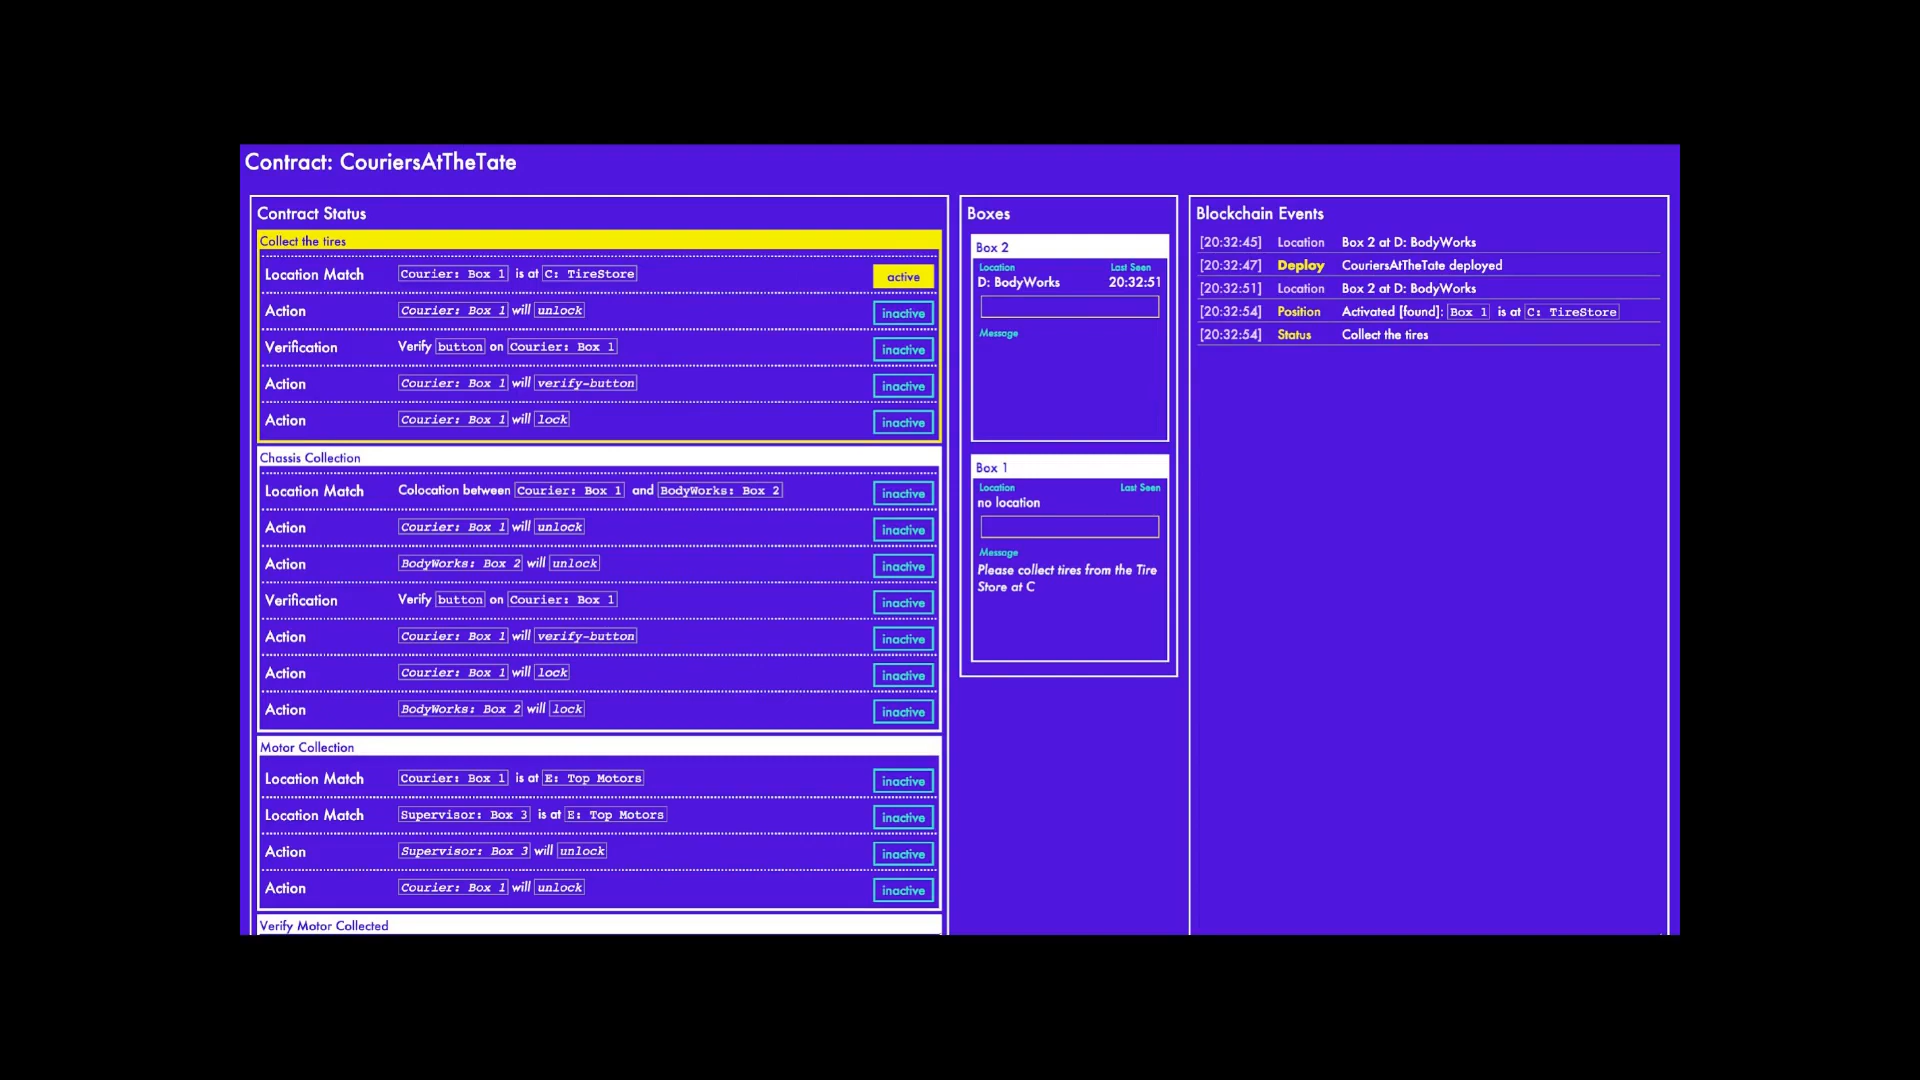 Contract: CouriersAtTheTate
Contract Status
Collect the tires
Location Match Courier: Box 1 is at C: TireStore active
Action Courier: Box 1 will unlock inactive
Verification Verify button on Courier: Box 1 inactive
Action Courier: Box 1 will verify-button inactive
Action Courier: Box 1 will lock inactive
Chassis Collection
Location Match Colocation between Courier: Box 1 and BodyWorks: Box 2 inactive
Action Courier: Box 1 will unlock inactive
Action BodyWorks: Box 2 will unlock inactive
Verification Verify button on Courier: Box 1 inactive
Action Courier: Box 1 will verify-button inactive
Action Courier: Box 1 will lock inactive
Action BodyWorks: Box 2 will lock inactive
Motor Collection
Location Match Courier: Box 1 is at E: Top Motors inactive
Location Match Supervisor: Box 3 is at E: Top Motors inactive
Action Supervisor: Box 3 will unlock inactive
Action Courier: Box 1 will unlock inactive
Verify Motor Collected
Boxes
Box 2
Location Last Seen
D: BodyWorks 20:32:51
Message
Box 1
Location Last Seen
no location
Message
Please collect tires from the Tire
Store at C
Blockchain Events
[20:32:45] Location Box 2 at D: BodyWorks
[20:32:47] Deploy CouriersAtTheTate deployed
[20:32:51] Location Box 2 at D: BodyWorks
[20:32:54] Position Activated [found]: Box 1 is at C: TireStore
[20:32:54] Status Collect the tires